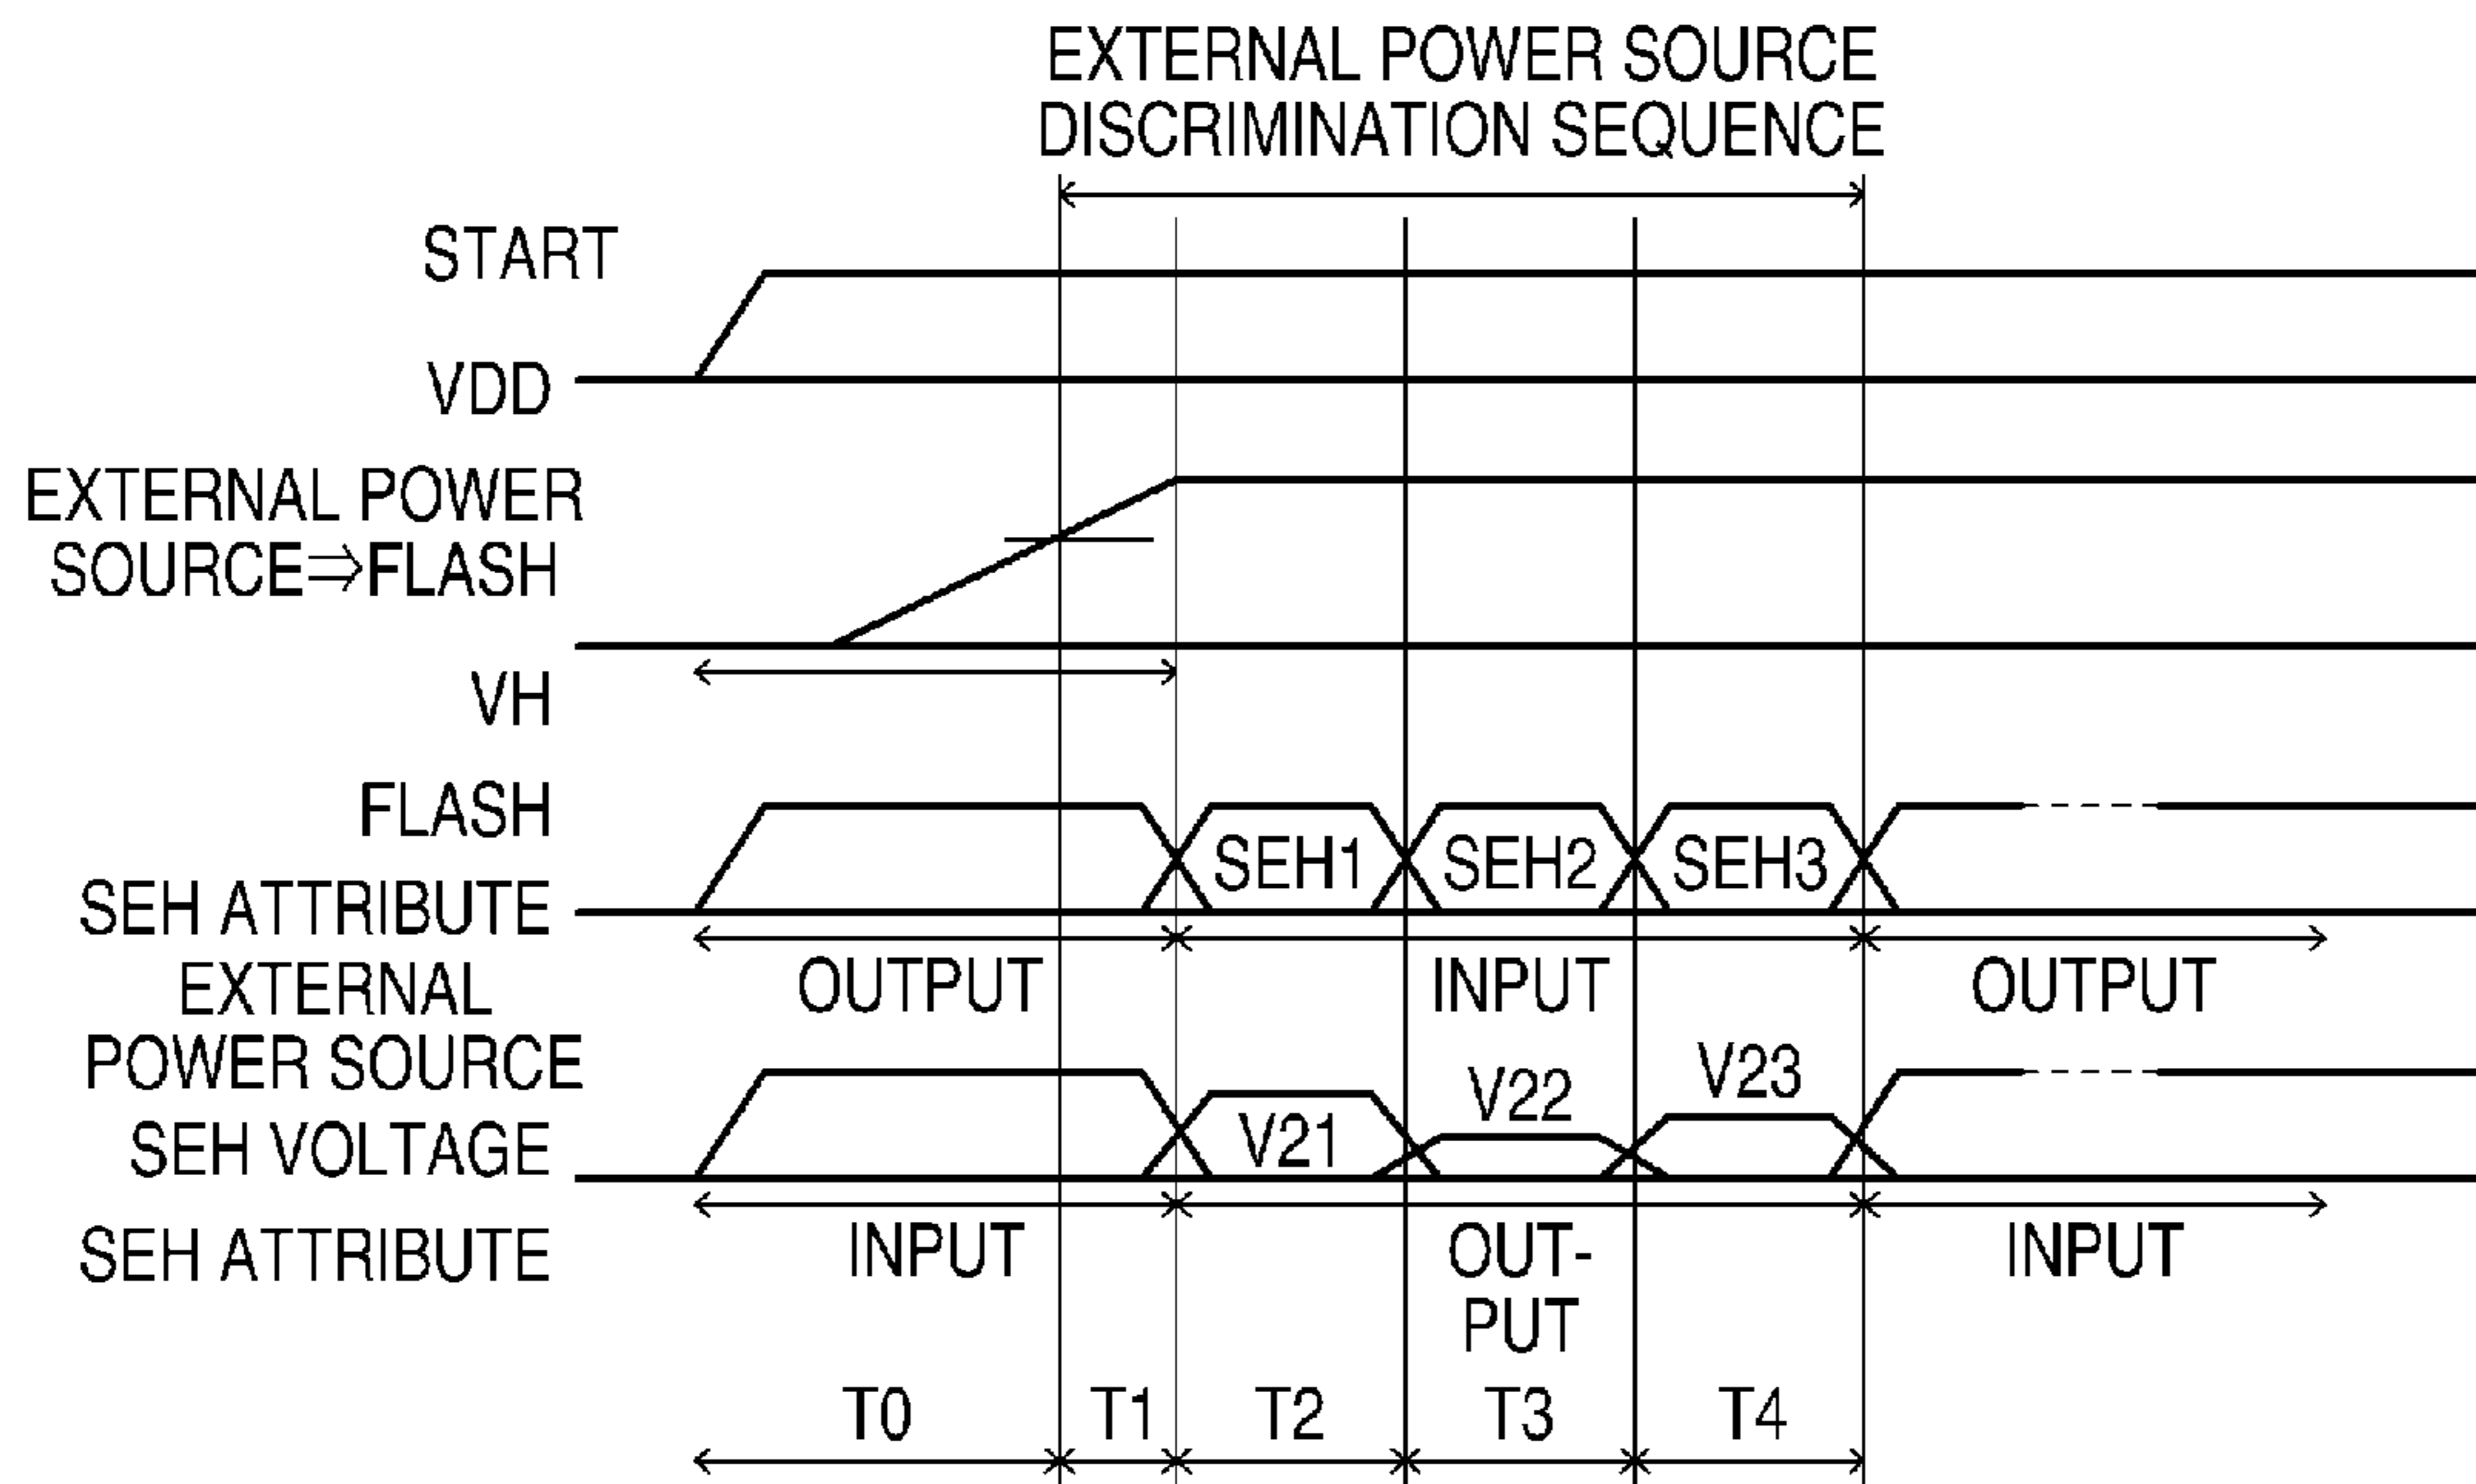 EXTERNAL POWER SOURCE
DISCRIMINATION SEQUENCE
START
VDD
EXTERNAL POWER
SOURCE⇒FLASH
VH
FLASH
SEH1 SEH2 SEH3
SEH ATTRIBUTE
OUTPUT INPUT OUTPUT
EXTERNAL
POWER SOURCE
V21 V22 V23
SEH VOLTAGE
SEH ATTRIBUTE
INPUT OUT- INPUT
PUT
T0 T1 T2 T3 T4